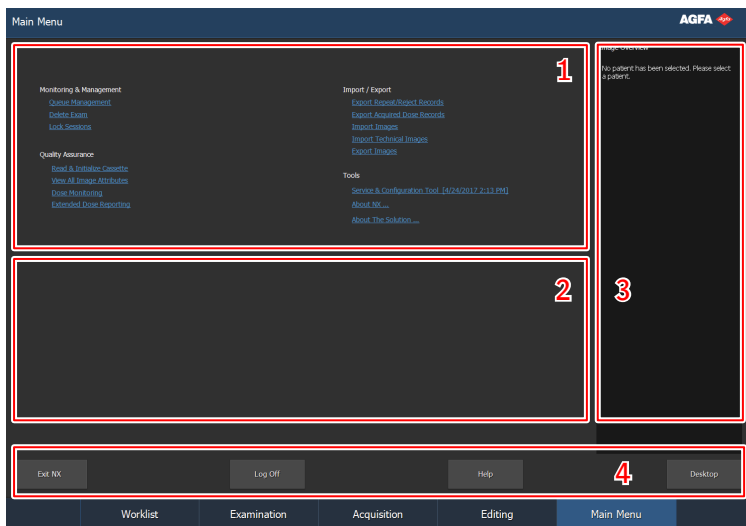 Main Menu
AGFA
Image Overview
No patient has been selected. Please select
a patient.
1
Monitoring & Management
Queue Management
Delete Exam
Lock Sessions
Quality Assurance
Read & Initialize Cassette
View All Image Attributes
Dose Monitoring
Extended Dose Reporting
Import / Export
Export Repeat/Reject Records
Export Acquired Dose Records
Import Images
Import Technical Images
Export Images
Tools
Service & Configuration Tool [4/24/2017 2:13 PM]
About NX ...
About The Solution ...
2
3
4
Exit NX
Log Off
Help
Desktop
Worklist
Examination
Acquisition
Editing
Main Menu